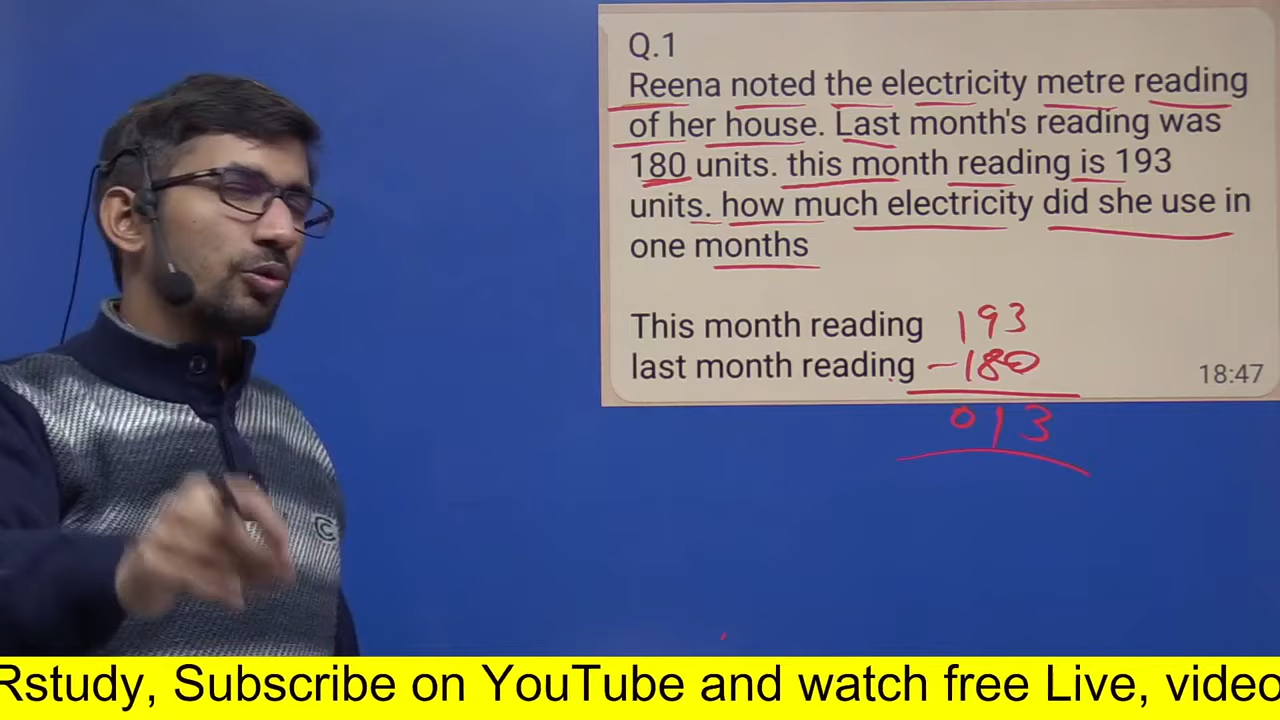 Q.1
Reena noted the electricity metre reading
of her house. Last month's reading was
180 units. this month reading is 193
units. how much electricity did she use in
one months
This month reading 193
last month reading -180
18:47
013
Rstudy, Subscribe on YouTube and watch free Live, video